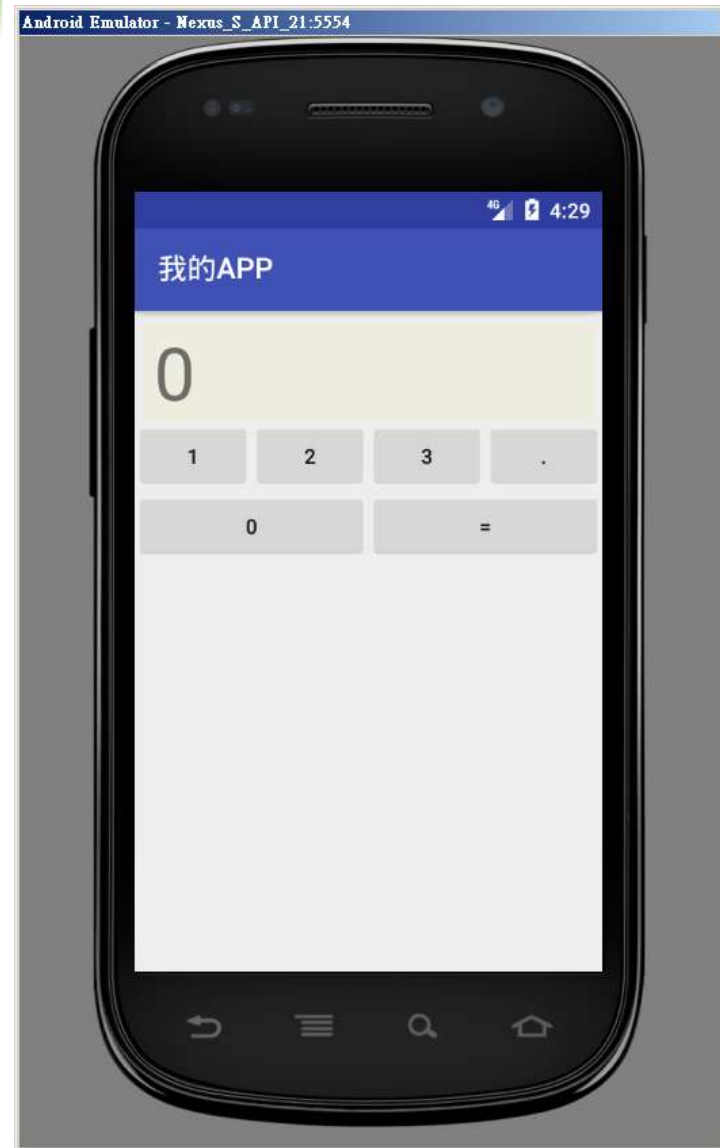 Android Emulator - Nexus_S_API_21:5554
4G 4:29
我的APP
0
1 2 3 .
0 =